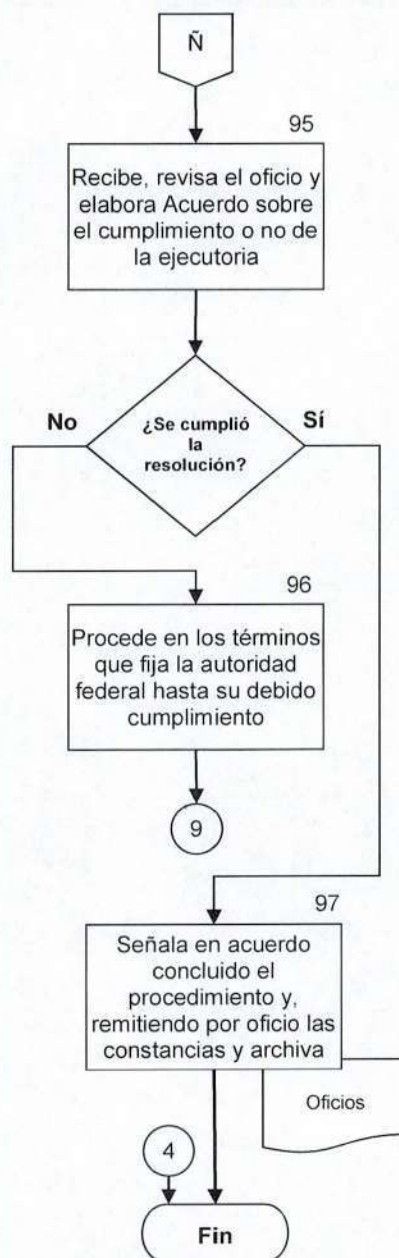 Ñ
95
Recibe, revisa el oficio y
elabora Acuerdo sobre
el cumplimiento o no de
la ejecutoria
No
¿Se cumplió
la
resolución?
Sí
96
Procede en los términos
que fija la autoridad
federal hasta su debido
cumplimiento
9
97
Señala en acuerdo
concluido el
procedimiento y,
remitiendo por oficio las
constancias y archiva
Oficios
4
Fin